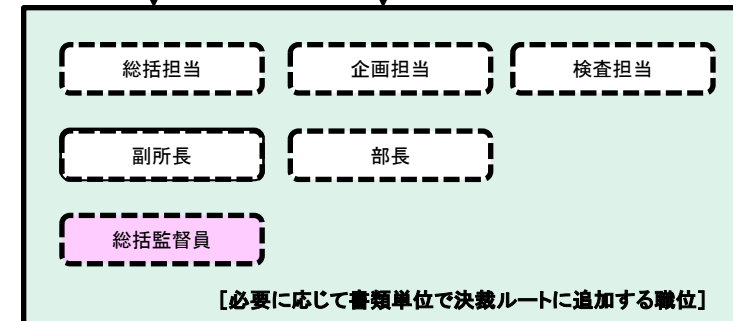 総括担当
企画担当
検査担当
副所長
部長
総括監督員
[必要に応じて書類単位で決裁ルートに追加する職位]